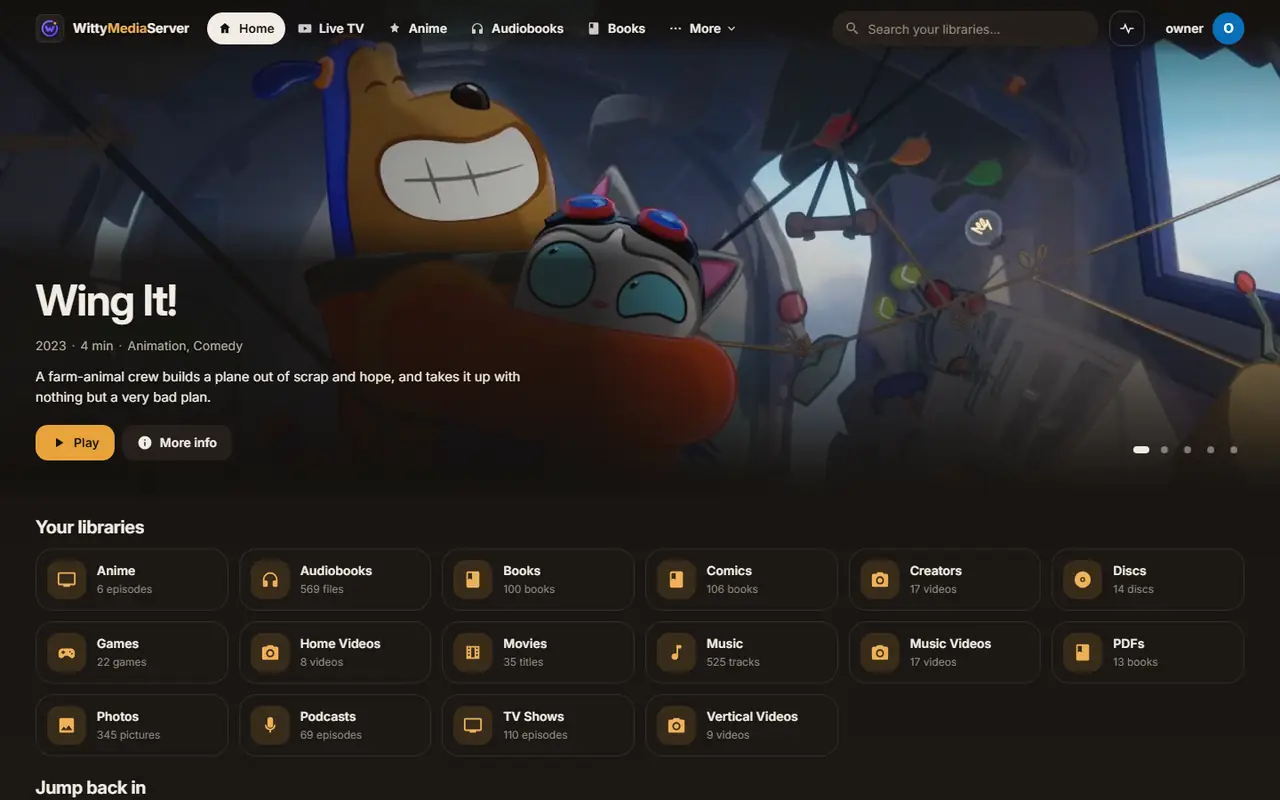 WittyMediaServer
Home
Live TV
Anime
Audiobooks
Books
More
Search your libraries...
owner
O
Wing It!
2023 · 4 min · Animation, Comedy
A farm-animal crew builds a plane out of scrap and hope, and takes it up with
nothing but a very bad plan.
Play
More info
Your libraries
Anime
6 episodes
Audiobooks
569 files
Books
100 books
Comics
106 books
Creators
17 videos
Discs
14 discs
Games
22 games
Home Videos
8 videos
Movies
35 titles
Music
525 tracks
Music Videos
17 videos
PDFs
13 books
Photos
345 pictures
Podcasts
69 episodes
TV Shows
110 episodes
Vertical Videos
9 videos
Jump back in